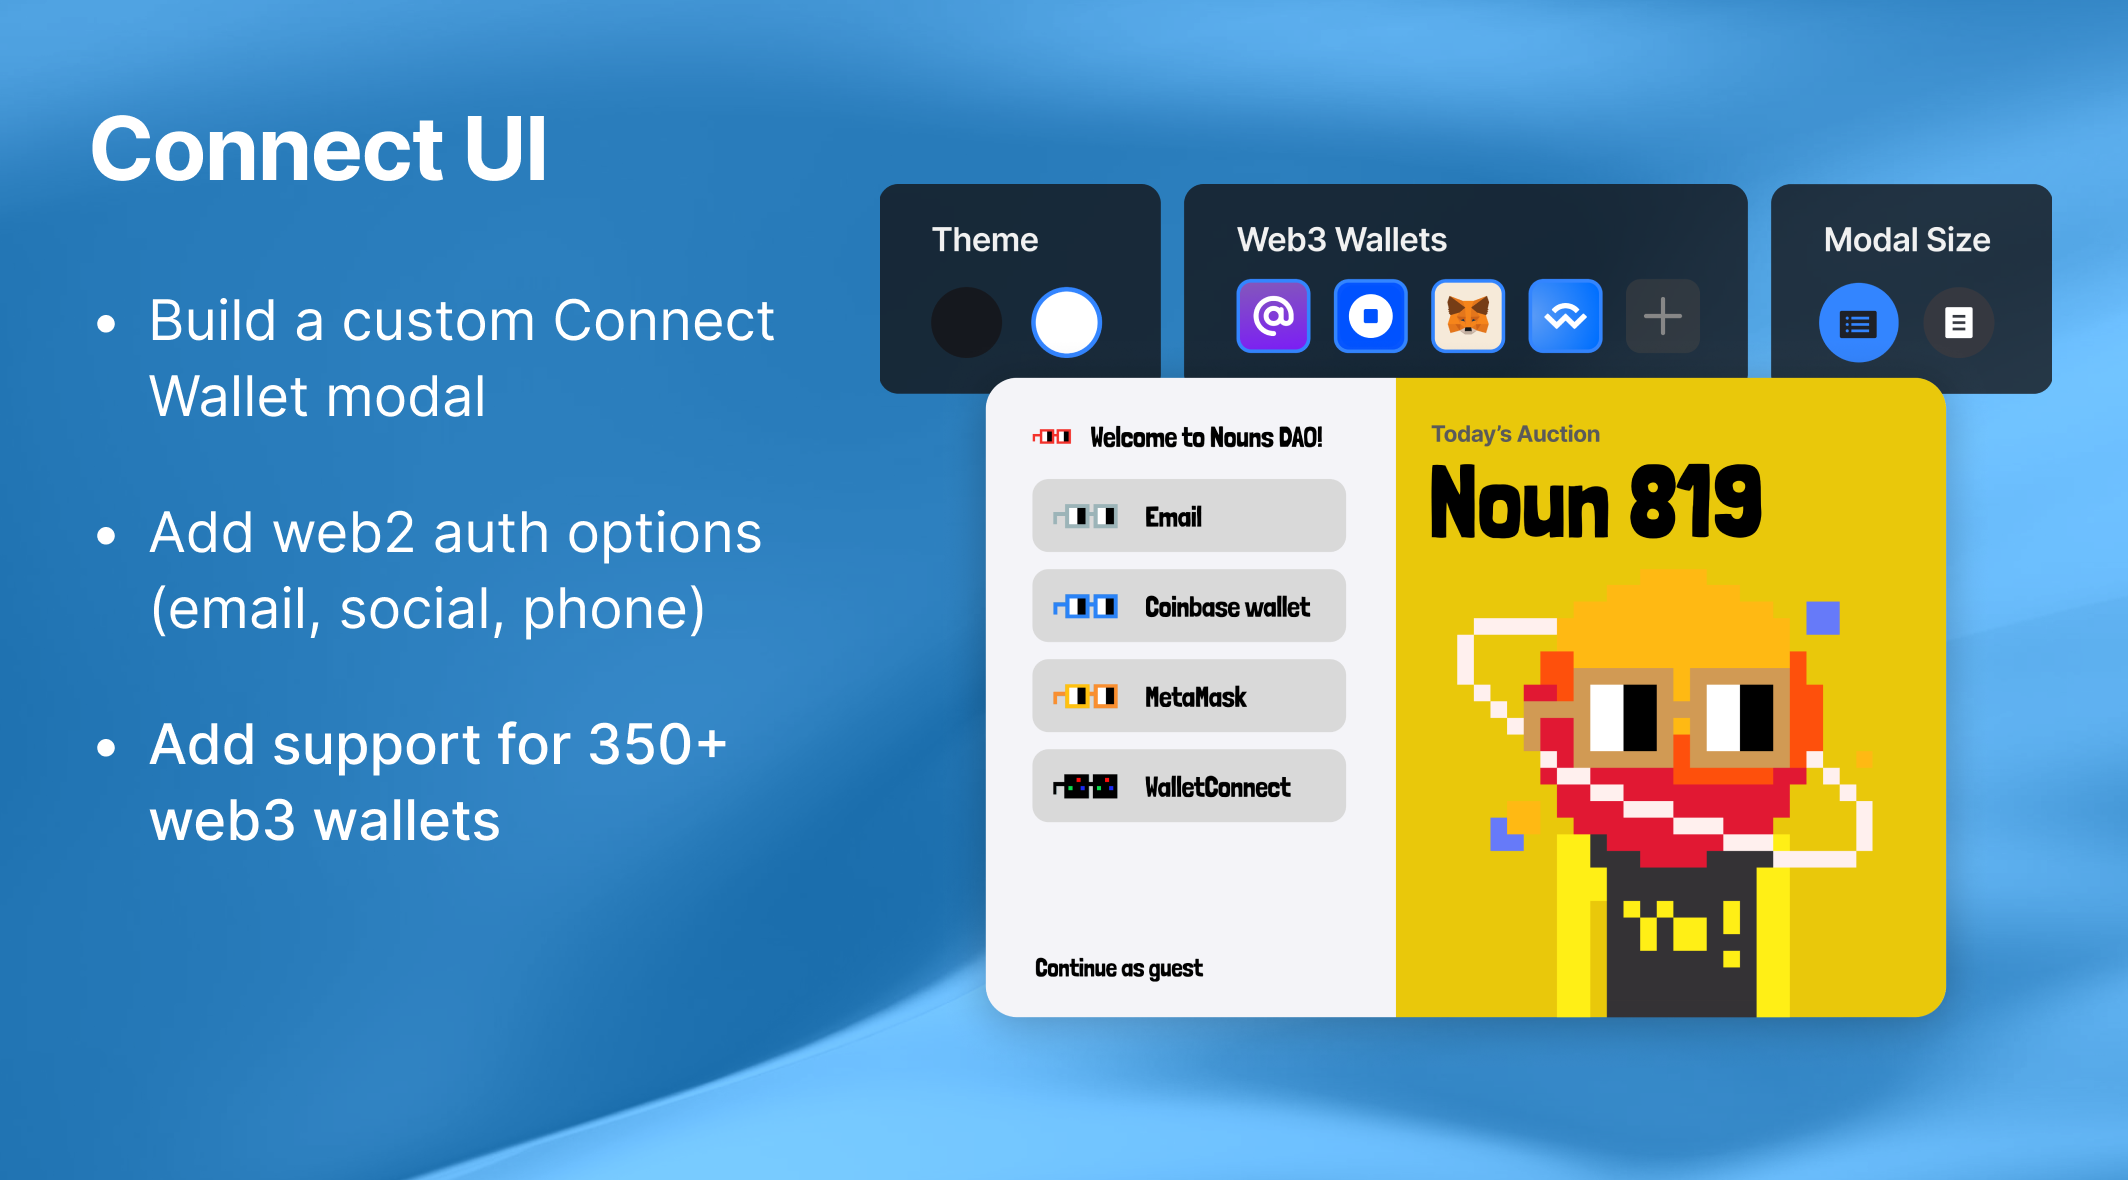 Connect UI
• Build a custom Connect
Wallet modal
• Add web2 auth options
(email, social, phone)
• Add support for 350+
web3 wallets
Theme
Web3 Wallets
Modal Size
Welcome to Nouns DAO!
Email
Coinbase wallet
MetaMask
WalletConnect
Continue as guest
Today's Auction
Noun 819